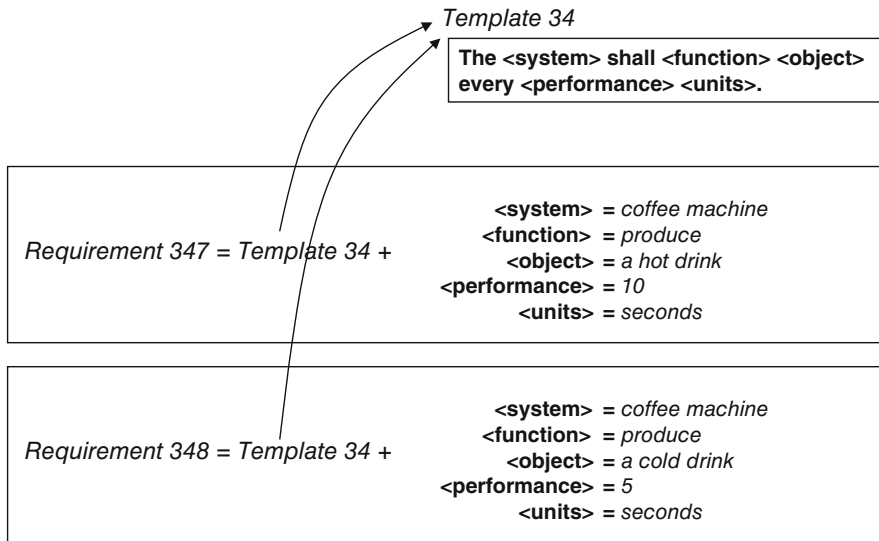 Template 34
The <system> shall <function> <object>
every <performance> <units>.
Requirement 347 = Template 34 +
<system> = coffee machine
<function> = produce
<object> = a hot drink
<performance> = 10
<units> = seconds
Requirement 348 = Template 34 +
<system> = coffee machine
<function> = produce
<object> = a cold drink
<performance> = 5
<units> = seconds